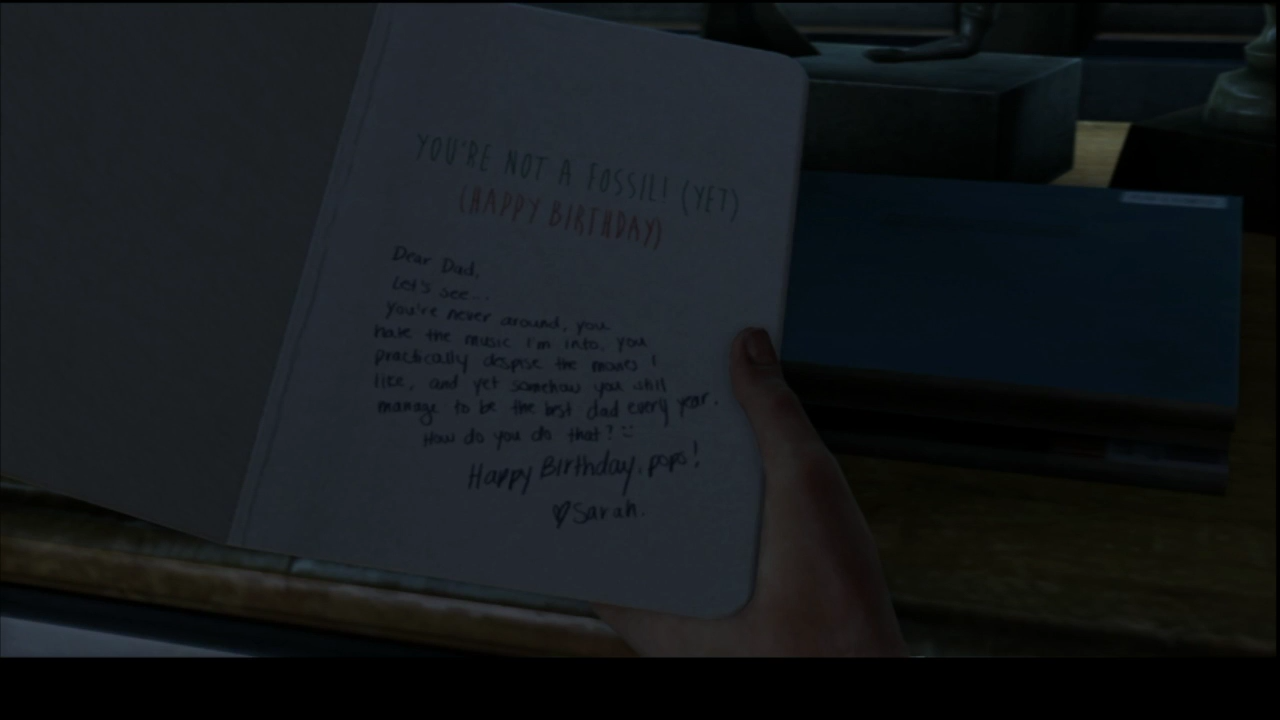 YOU'RE NOT A FOSSIL! (YET)
(HAPPY BIRTHDAY)
Dear Dad,
Let's see...
You're never around, you
hate the music I'm into, you
practically despise the movies I
like, and yet somehow you still
manage to be the best dad every year.
How do you do that? :)
Happy Birthday, pops!
♡Sarah.